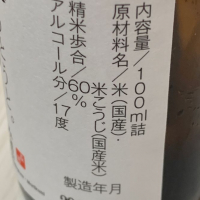 内容量/100ml詰
原材料名/米(国産)・
米こうじ(国産米)
精米歩合/60%
アルコール分/17度
製造年月